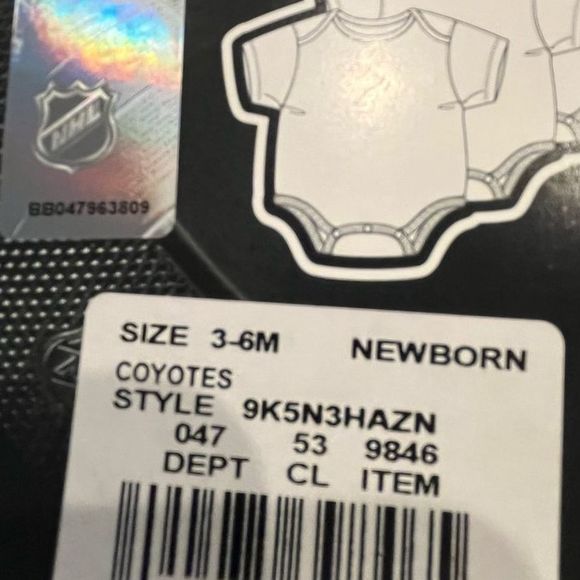 NHL
BB047963809
SIZE 3-6M NEWBORN
COYOTES
STYLE 9K5N3HAZN
047 53 9846
DEPT CL ITEM